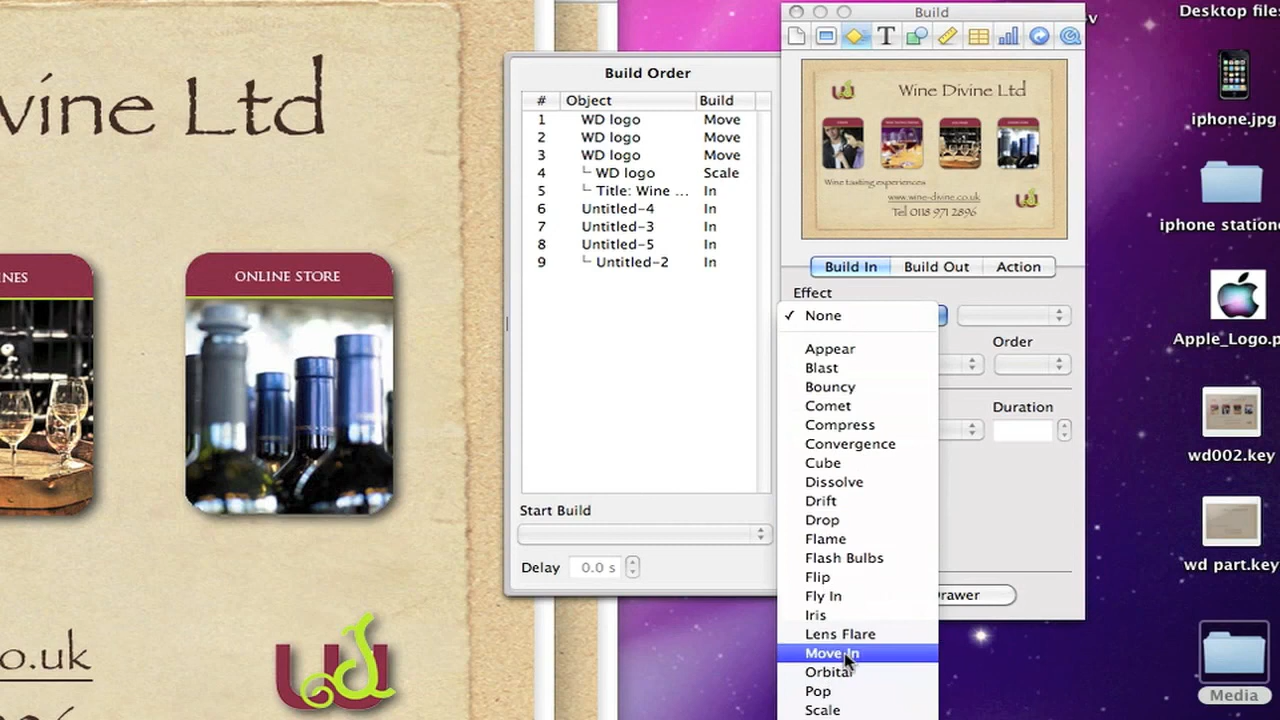 vine Ltd
INES
ONLINE STORE
o.uk
Build Order
# Object Build
1 WD logo Move
2 WD logo Move
3 WD logo Move
4 WD logo Scale
5 Title: Wine ... In
6 Untitled-4 In
7 Untitled-3 In
8 Untitled-5 In
9 Untitled-2 In
Start Build
Delay 0.0 s
Build
T
Wine Divine Ltd
Wine tasting experiences
www.wine-divine.co.uk
Tel 0118 971 2896
Build In Build Out Action
Effect
✓ None
Appear
Blast
Bouncy
Comet
Compress
Convergence
Cube
Dissolve
Drift
Drop
Flame
Flash Bulbs
Flip
Fly In
Iris
Lens Flare
Move In
Orbital
Pop
Scale
Order
Duration
rawer
Desktop files
iphone.jpg
iphone statione
Apple_Logo.p
wd002.key
wd part.key
Media